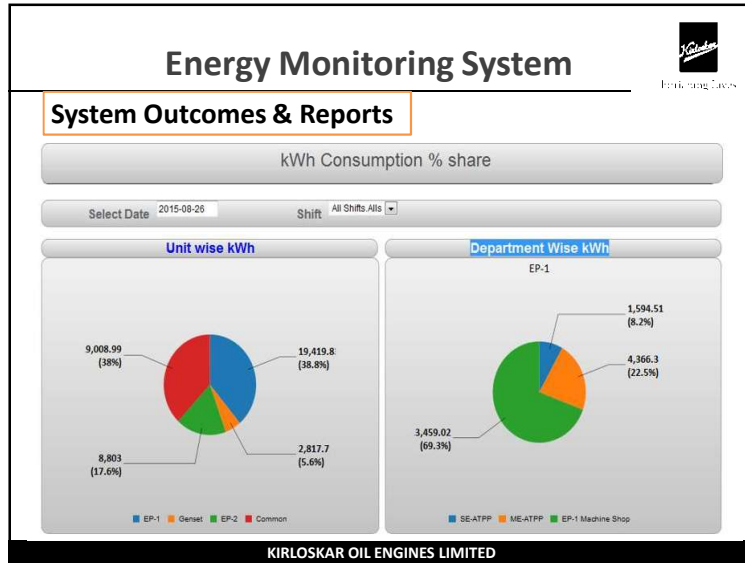 Energy Monitoring System
Kirloskar
System Outcomes & Reports
kWh Consumption % share
Select Date 2015-08-26 Shift All Shifts.Alls
Unit wise kWh
9,008.99
(38%)
19,419.8
(38.8%)
8,803
(17.6%)
2,817.7
(5.6%)
EP-1 Genset EP-2 Common
Department Wise kWh
EP-1
1,594.51
(8.2%)
4,366.3
(22.5%)
3,459.02
(69.3%)
SE-ATPP ME-ATPP EP-1 Machine Shop
KIRLOSKAR OIL ENGINES LIMITED